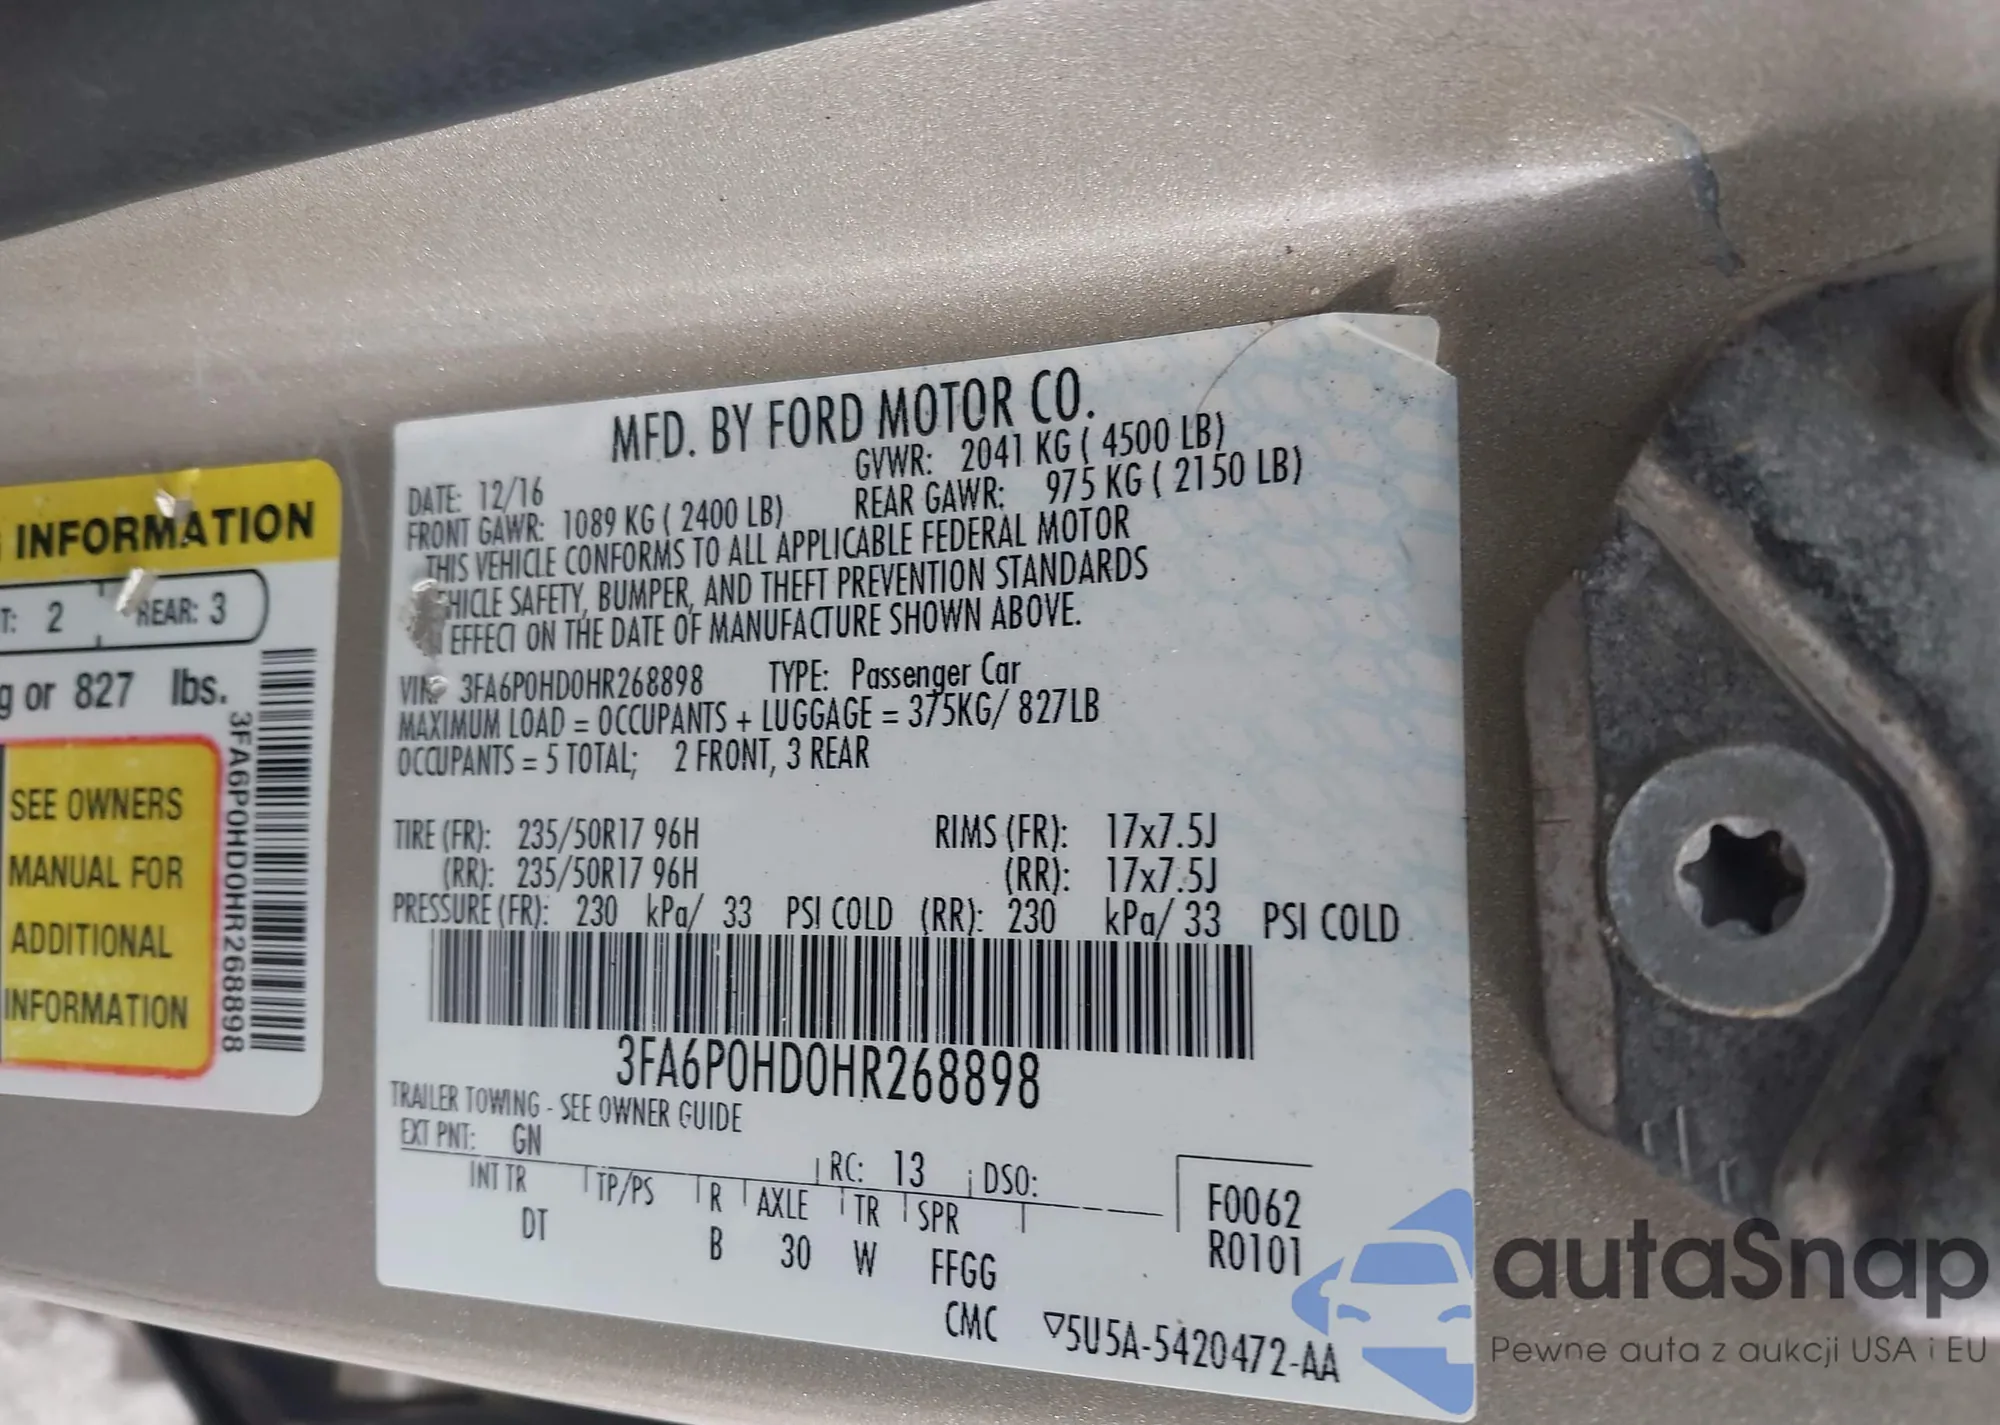 INFORMATION
T: 2 REAR: 3
g or 827 lbs.
3FA6P0HD0HR268898
SEE OWNERS
MANUAL FOR
ADDITIONAL
INFORMATION
MFD. BY FORD MOTOR CO.
DATE: 12/16 GVWR: 2041 KG ( 4500 LB)
FRONT GAWR: 1089 KG ( 2400 LB) REAR GAWR: 975 KG ( 2150 LB)
THIS VEHICLE CONFORMS TO ALL APPLICABLE FEDERAL MOTOR
EHICLE SAFETY, BUMPER, AND THEFT PREVENTION STANDARDS
EFFECT ON THE DATE OF MANUFACTURE SHOWN ABOVE.
VIN: 3FA6P0HD0HR268898 TYPE: Passenger Car
MAXIMUM LOAD = OCCUPANTS + LUGGAGE = 375KG/ 827LB
OCCUPANTS = 5 TOTAL; 2 FRONT, 3 REAR
TIRE (FR): 235/50R17 96H RIMS (FR): 17x7.5J
(RR): 235/50R17 96H (RR): 17x7.5J
PRESSURE (FR): 230 kPa/ 33 PSI COLD (RR): 230 kPa/ 33 PSI COLD
3FA6P0HD0HR268898
TRAILER TOWING - SEE OWNER GUIDE
EXT PNT: GN RC: 13 DSO:
INT TR TP/PS R AXLE TR SPR F0062
DT B 30 W FFGG R0101
CMC ▽5U5A-5420472-AA
autaSnap
Pewne auta z aukcji USA i EU